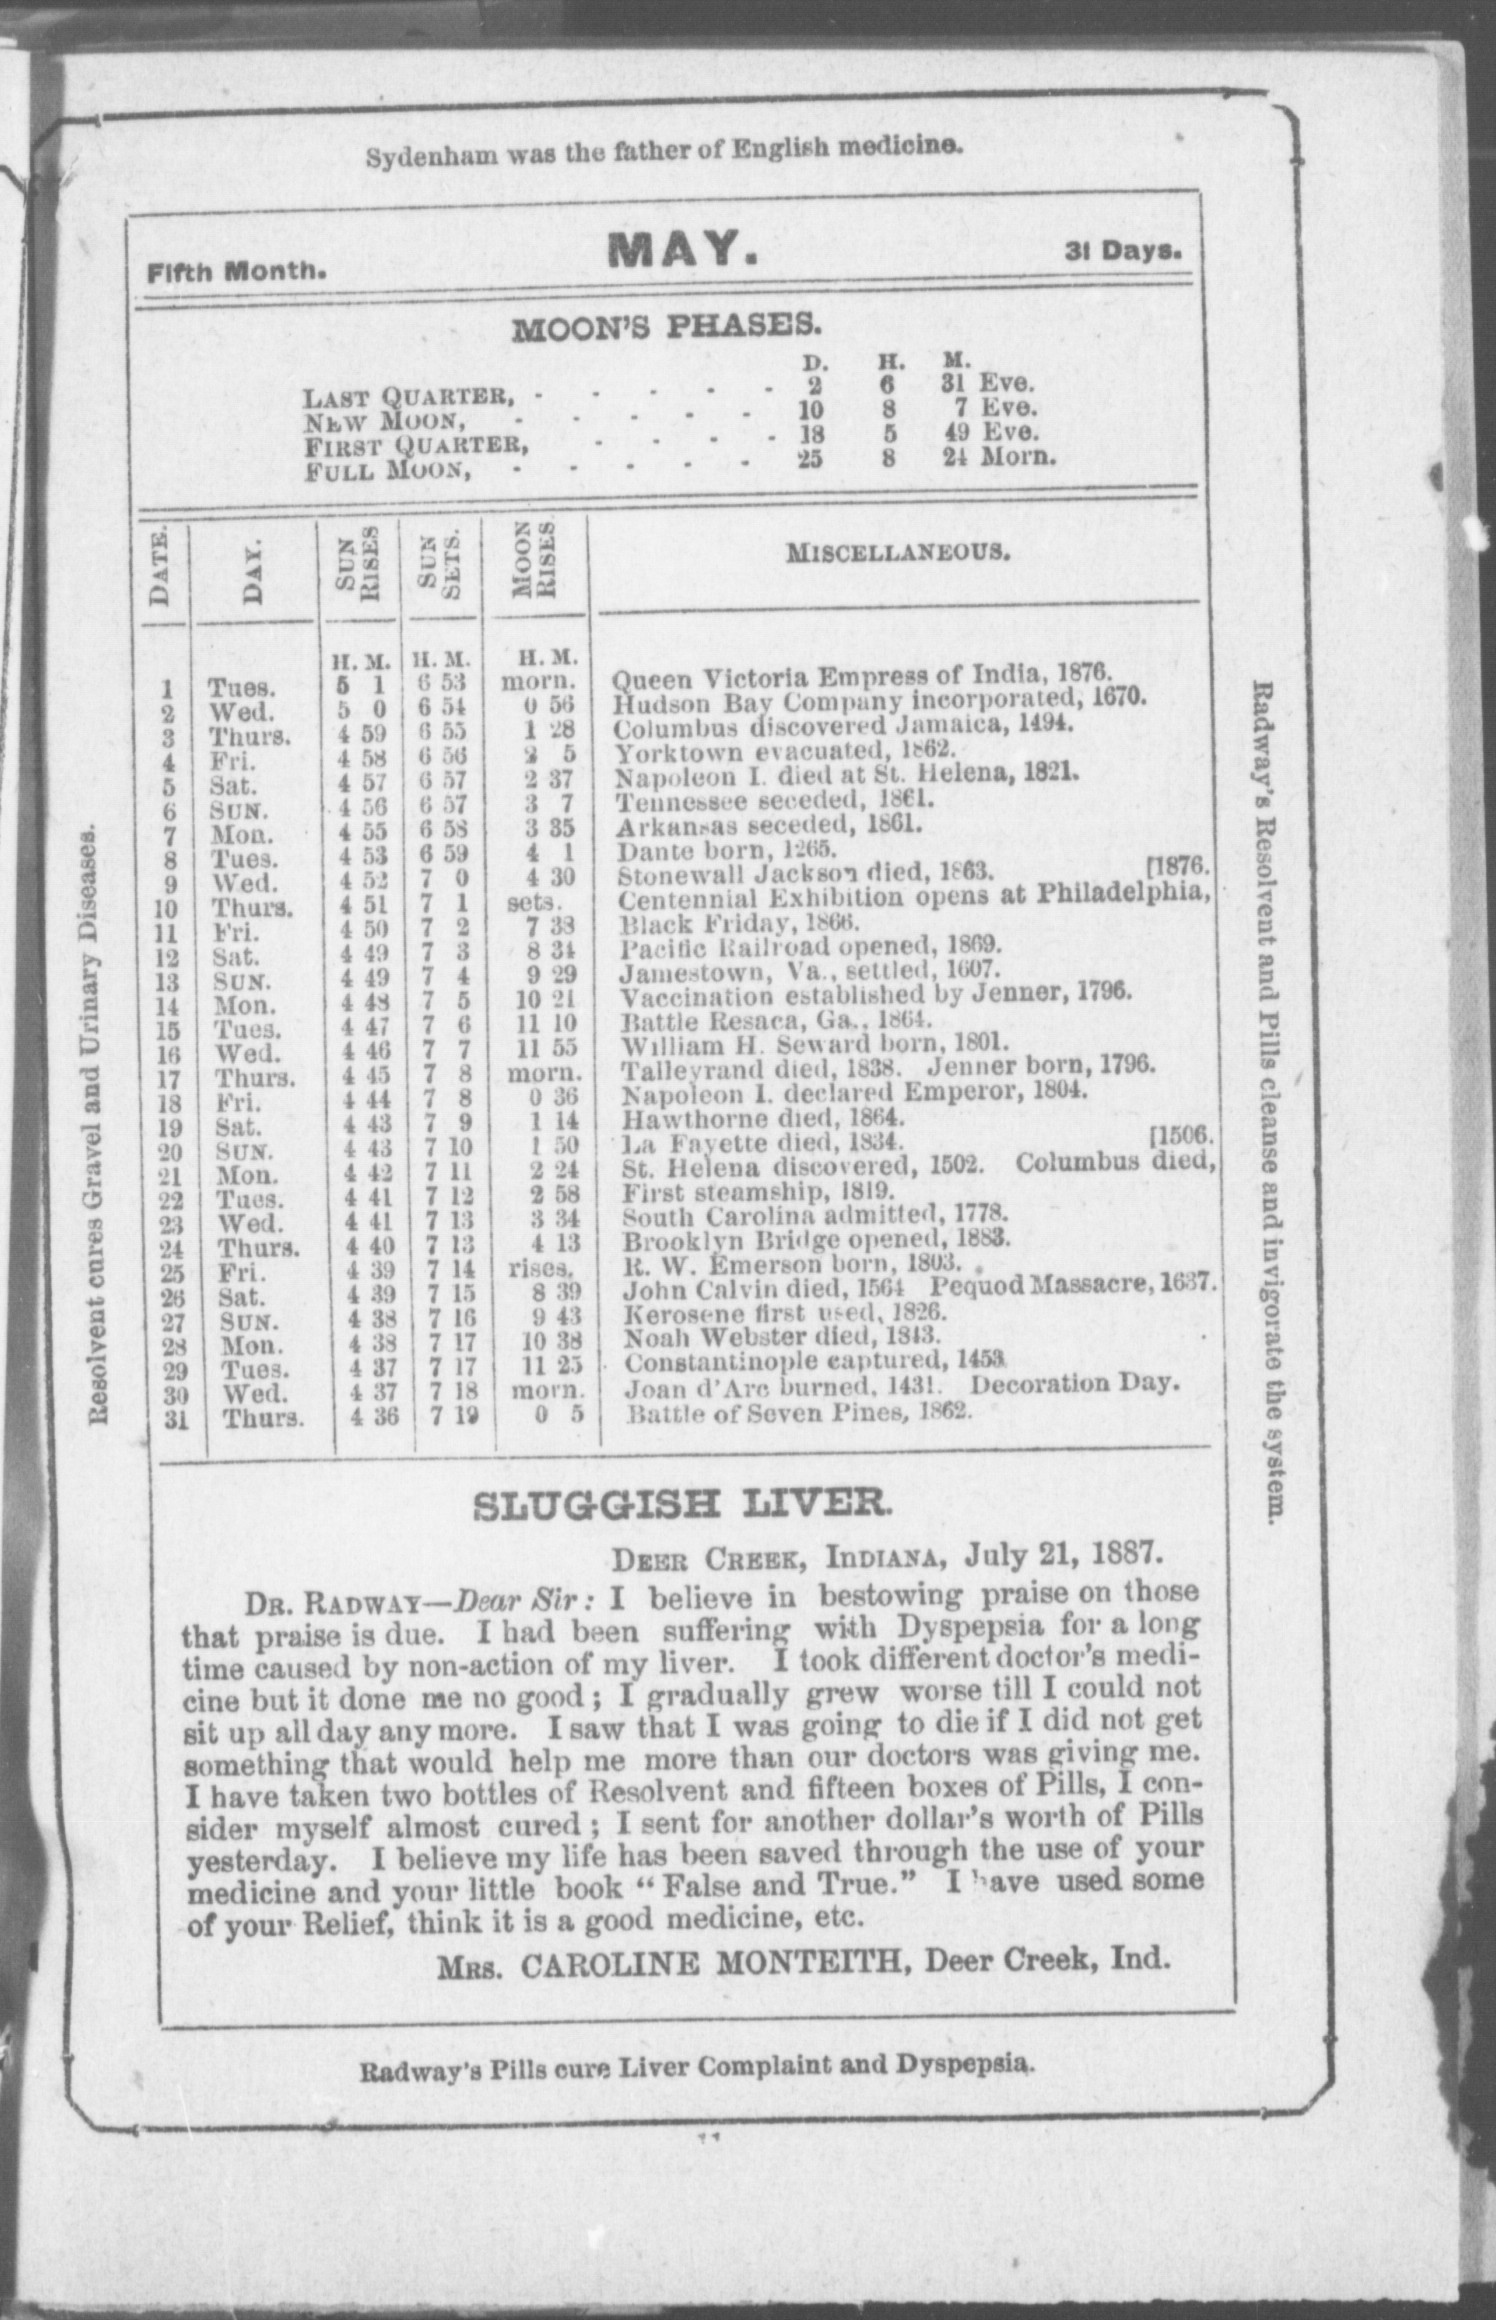 Sydenham was the father of English medicine.
Fifth Month. MAY. 31 Days.
MOON'S PHASES.
D. H. M.
LAST QUARTER, - - - - - 2 6 31 Eve.
NEW MOON, - - - - - 10 8 7 Eve.
FIRST QUARTER, - - - - 18 5 49 Eve.
FULL MOON, - - - - - 25 8 24 Morn.
DATE. DAY. SUN RISES SUN SETS. MOON RISES. MISCELLANEOUS.
H. M. H. M. H. M.
1 Tues. 5 1 6 53 morn. Queen Victoria Empress of India, 1876.
2 Wed. 5 0 6 54 0 56 Hudson Bay Company incorporated, 1670.
3 Thurs. 4 59 6 55 1 28 Columbus discovered Jamaica, 1494.
4 Fri. 4 58 6 56 2 5 Yorktown evacuated, 1862.
5 Sat. 4 57 6 57 2 37 Napoleon I. died at St. Helena, 1821.
6 SUN. 4 56 6 57 3 7 Tennessee seceded, 1861.
7 Mon. 4 55 6 58 3 35 Arkansas seceded, 1861.
8 Tues. 4 53 6 59 4 1 Dante born, 1265.
9 Wed. 4 52 7 0 4 30 Stonewall Jackson died, 1863. [1876.
10 Thurs. 4 51 7 1 sets. Centennial Exhibition opens at Philadelphia,
11 Fri. 4 50 7 2 7 38 Black Friday, 1866.
12 Sat. 4 49 7 3 8 34 Pacific Railroad opened, 1869.
13 SUN. 4 49 7 4 9 29 Jamestown, Va., settled, 1607.
14 Mon. 4 48 7 5 10 21 Vaccination established by Jenner, 1796.
15 Tues. 4 47 7 6 11 10 Battle Resaca, Ga., 1864.
16 Wed. 4 46 7 7 11 55 William H. Seward born, 1801.
17 Thurs. 4 45 7 8 morn. Talleyrand died, 1838. Jenner born, 1796.
18 Fri. 4 44 7 8 0 36 Napoleon I. declared Emperor, 1804.
19 Sat. 4 43 7 9 1 14 Hawthorne died, 1864.
20 SUN. 4 43 7 10 1 50 La Fayette died, 1834. [1506.
21 Mon. 4 42 7 11 2 24 St. Helena discovered, 1502. Columbus died,
22 Tues. 4 41 7 12 2 58 First steamship, 1819.
23 Wed. 4 41 7 13 3 34 South Carolina admitted, 1778.
24 Thurs. 4 40 7 13 4 13 Brooklyn Bridge opened, 1883.
25 Fri. 4 39 7 14 rises. R. W. Emerson born, 1803.
26 Sat. 4 39 7 15 8 39 John Calvin died, 1564 Pequod Massacre, 1637.
27 SUN. 4 38 7 16 9 43 Kerosene first used, 1826.
28 Mon. 4 38 7 17 10 38 Noah Webster died, 1843.
29 Tues. 4 37 7 17 11 25 Constantinople captured, 1453.
30 Wed. 4 37 7 18 morn. Joan d'Arc burned, 1431. Decoration Day.
31 Thurs. 4 36 7 19 0 5 Battle of Seven Pines, 1862.
SLUGGISH LIVER.
DEER CREEK, INDIANA, July 21, 1887.
DR. RADWAY—Dear Sir: I believe in bestowing praise on those
that praise is due. I had been suffering with Dyspepsia for a long
time caused by non-action of my liver. I took different doctor's medi-
cine but it done me no good; I gradually grew worse till I could not
sit up all day any more. I saw that I was going to die if I did not get
something that would help me more than our doctors was giving me.
I have taken two bottles of Resolvent and fifteen boxes of Pills, I con-
sider myself almost cured; I sent for another dollar's worth of Pills
yesterday. I believe my life has been saved through the use of your
medicine and your little book "False and True." I have used some
of your Relief, think it is a good medicine, etc.
MRS. CAROLINE MONTEITH, Deer Creek, Ind.
Radway's Pills cure Liver Complaint and Dyspepsia.
Resolvent cures Gravel and Urinary Diseases.
Radway's Resolvent and Pills cleanse and invigorate the system.